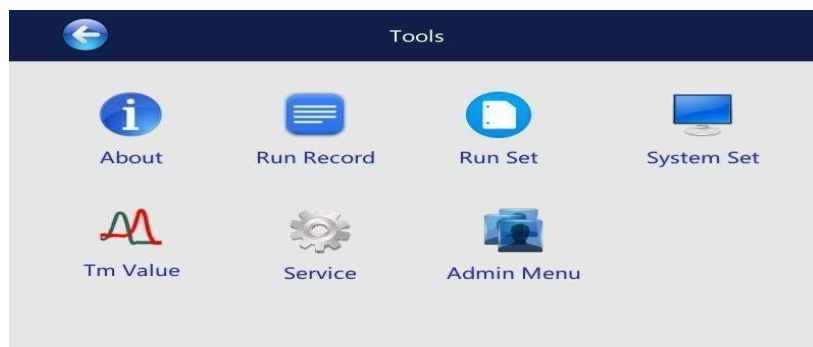 Tools
About
Run Record
Run Set
System Set
Tm Value
Service
Admin Menu